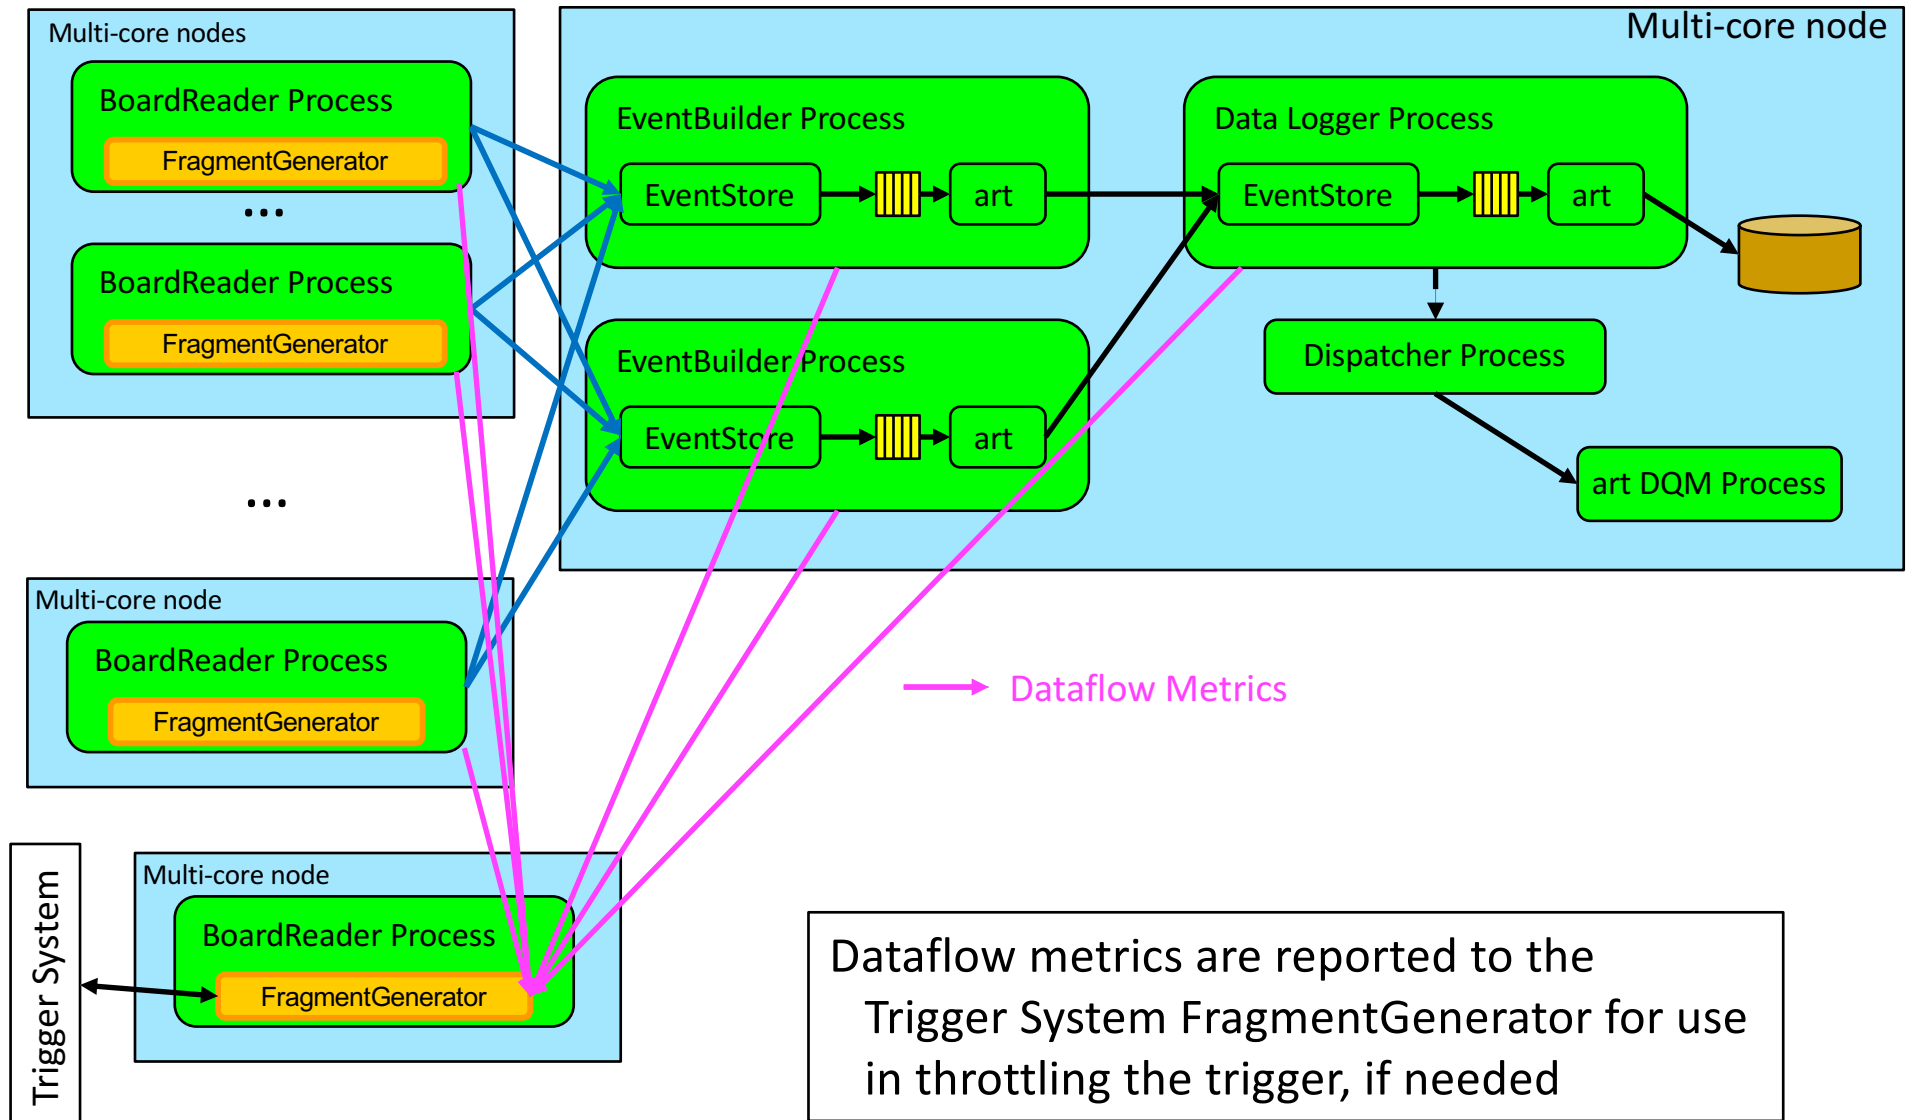 Multi-core nodes
BoardReader Process
FragmentGenerator
...
BoardReader Process
FragmentGenerator
...
Multi-core node
BoardReader Process
FragmentGenerator
Multi-core node
BoardReader Process
FragmentGenerator
Trigger System
Multi-core node
EventBuilder Process
EventStore
art
EventBuilder Process
EventStore
art
Data Logger Process
EventStore
art
Dispatcher Process
art DQM Process
Dataflow Metrics
Dataflow metrics are reported to the
Trigger System FragmentGenerator for use
in throttling the trigger, if needed